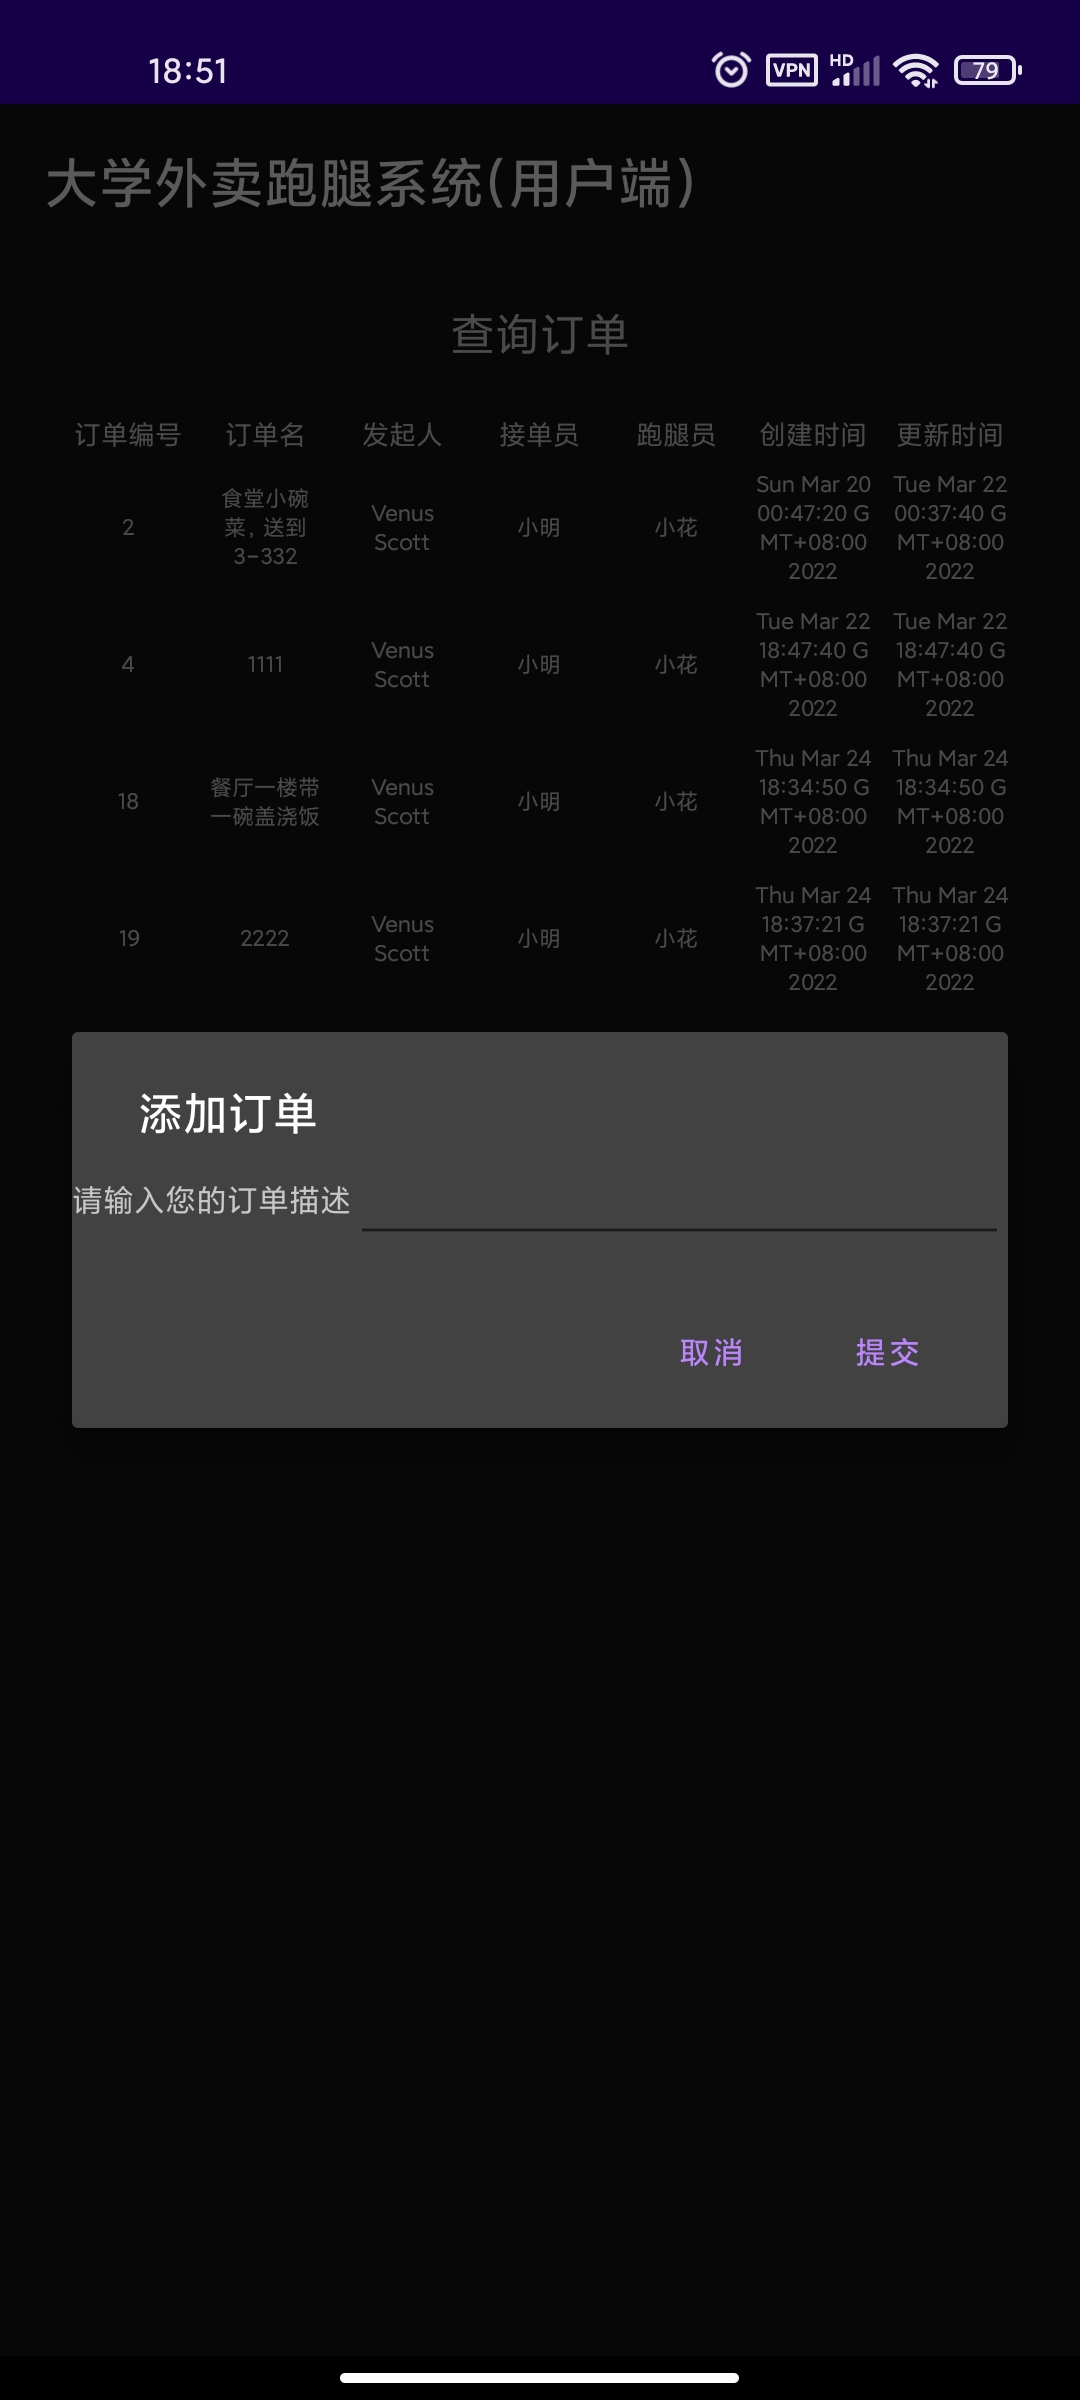 18:51
VPN
HD
79
大学外卖跑腿系统(用户端)
查询订单
订单编号 订单名 发起人 接单员 跑腿员 创建时间 更新时间
2 食堂小碗菜, 送到3-332 Venus Scott 小明 小花 Sun Mar 20 00:47:20 GMT+08:00 2022 Tue Mar 22 00:37:40 GMT+08:00 2022
4 1111 Venus Scott 小明 小花 Tue Mar 22 18:47:40 GMT+08:00 2022 Tue Mar 22 18:47:40 GMT+08:00 2022
18 餐厅一楼带一碗盖浇饭 Venus Scott 小明 小花 Thu Mar 24 18:34:50 GMT+08:00 2022 Thu Mar 24 18:34:50 GMT+08:00 2022
19 2222 Venus Scott 小明 小花 Thu Mar 24 18:37:21 GMT+08:00 2022 Thu Mar 24 18:37:21 GMT+08:00 2022
添加订单
请输入您的订单描述
取消 提交